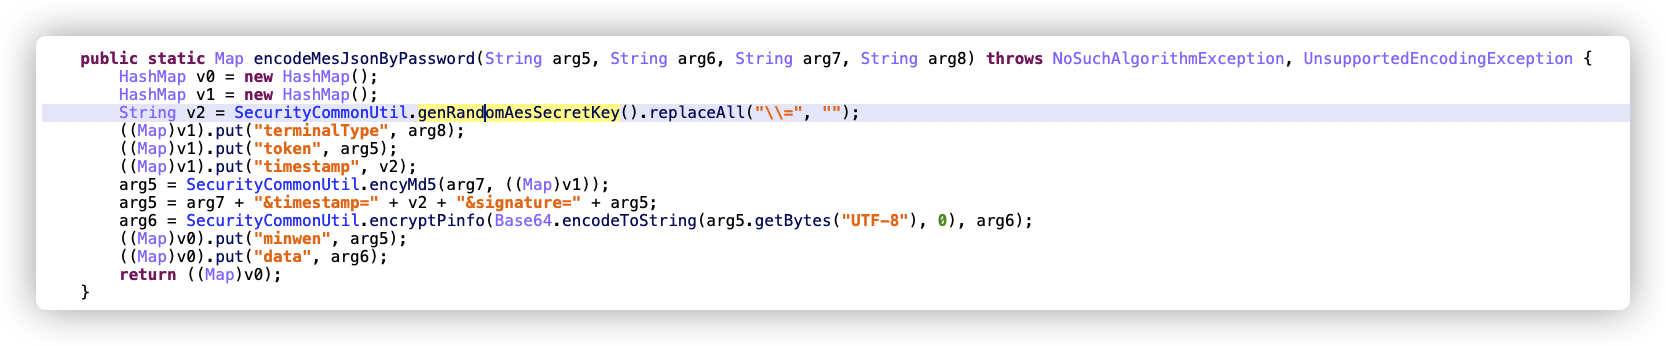 public static Map encodeMesJsonByPassword(String arg5, String arg6, String arg7, String arg8) throws NoSuchAlgorithmException, UnsupportedEncodingException {
    HashMap v0 = new HashMap();
    HashMap v1 = new HashMap();
    String v2 = SecurityCommonUtil.genRandomAesSecretKey().replaceAll("\\=", "");
    ((Map)v1).put("terminalType", arg8);
    ((Map)v1).put("token", arg5);
    ((Map)v1).put("timestamp", v2);
    arg5 = SecurityCommonUtil.encyMd5(arg7, ((Map)v1));
    arg5 = arg7 + "&timestamp=" + v2 + "&signature=" + arg5;
    arg6 = SecurityCommonUtil.encryptPinfo(Base64.encodeToString(arg5.getBytes("UTF-8"), 0), arg6);
    ((Map)v0).put("minwen", arg5);
    ((Map)v0).put("data", arg6);
    return ((Map)v0);
}